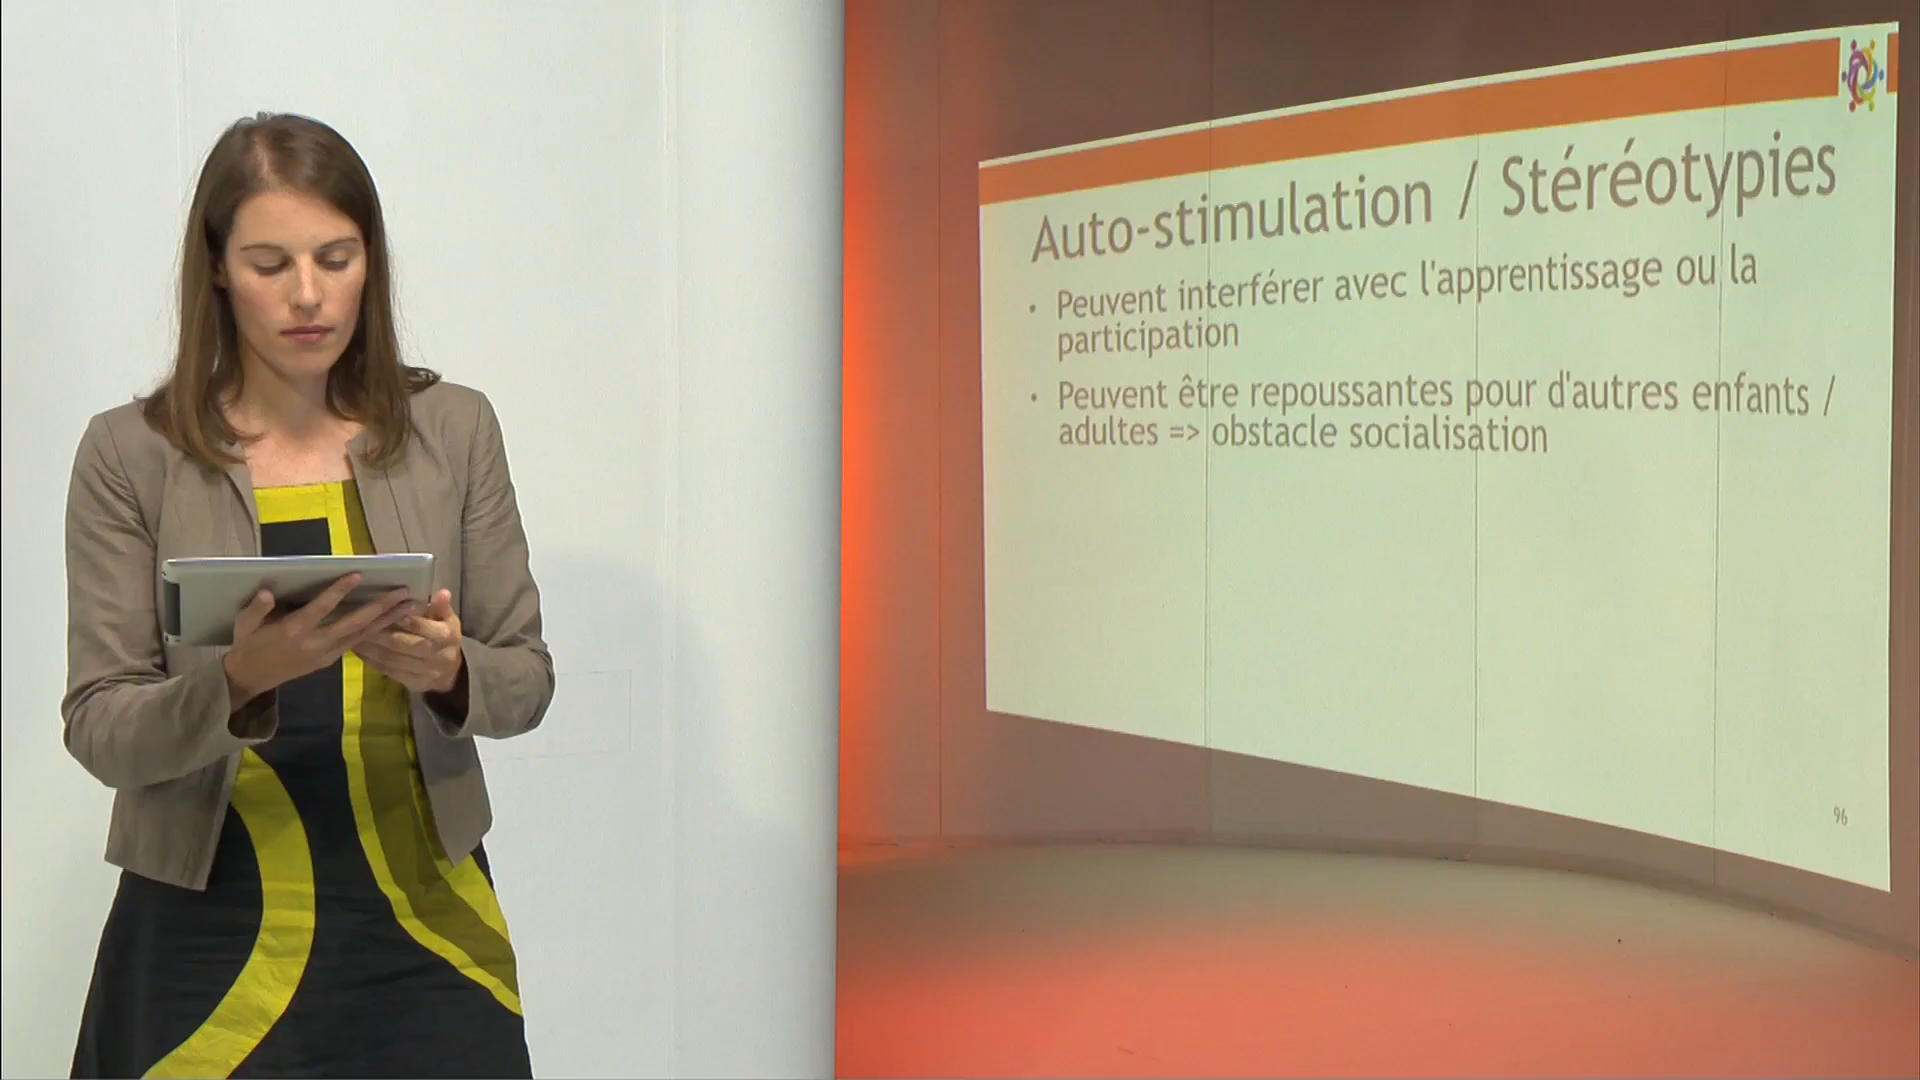 Auto-stimulation / Stéréotypies
• Peuvent interférer avec l'apprentissage ou la
participation
• Peuvent être repoussantes pour d'autres enfants /
adultes => obstacle socialisation
96